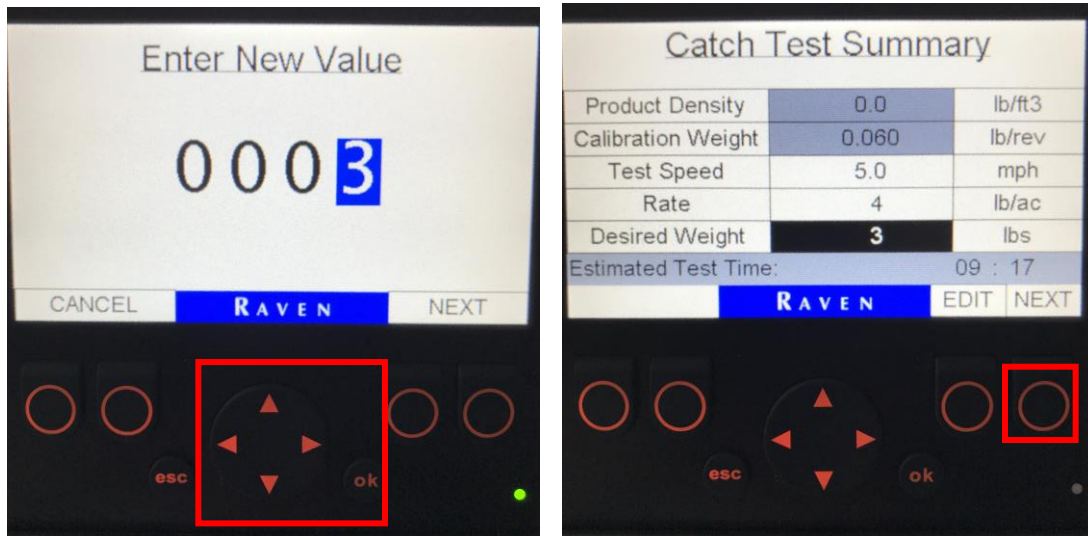 Enter New Value
0003
CANCEL RAVEN NEXT
esc ok
Catch Test Summary
Product Density 0.0 lb/ft3
Calibration Weight 0.060 lb/rev
Test Speed 5.0 mph
Rate 4 lb/ac
Desired Weight 3 lbs
Estimated Test Time: 09 : 17
RAVEN EDIT NEXT
esc ok